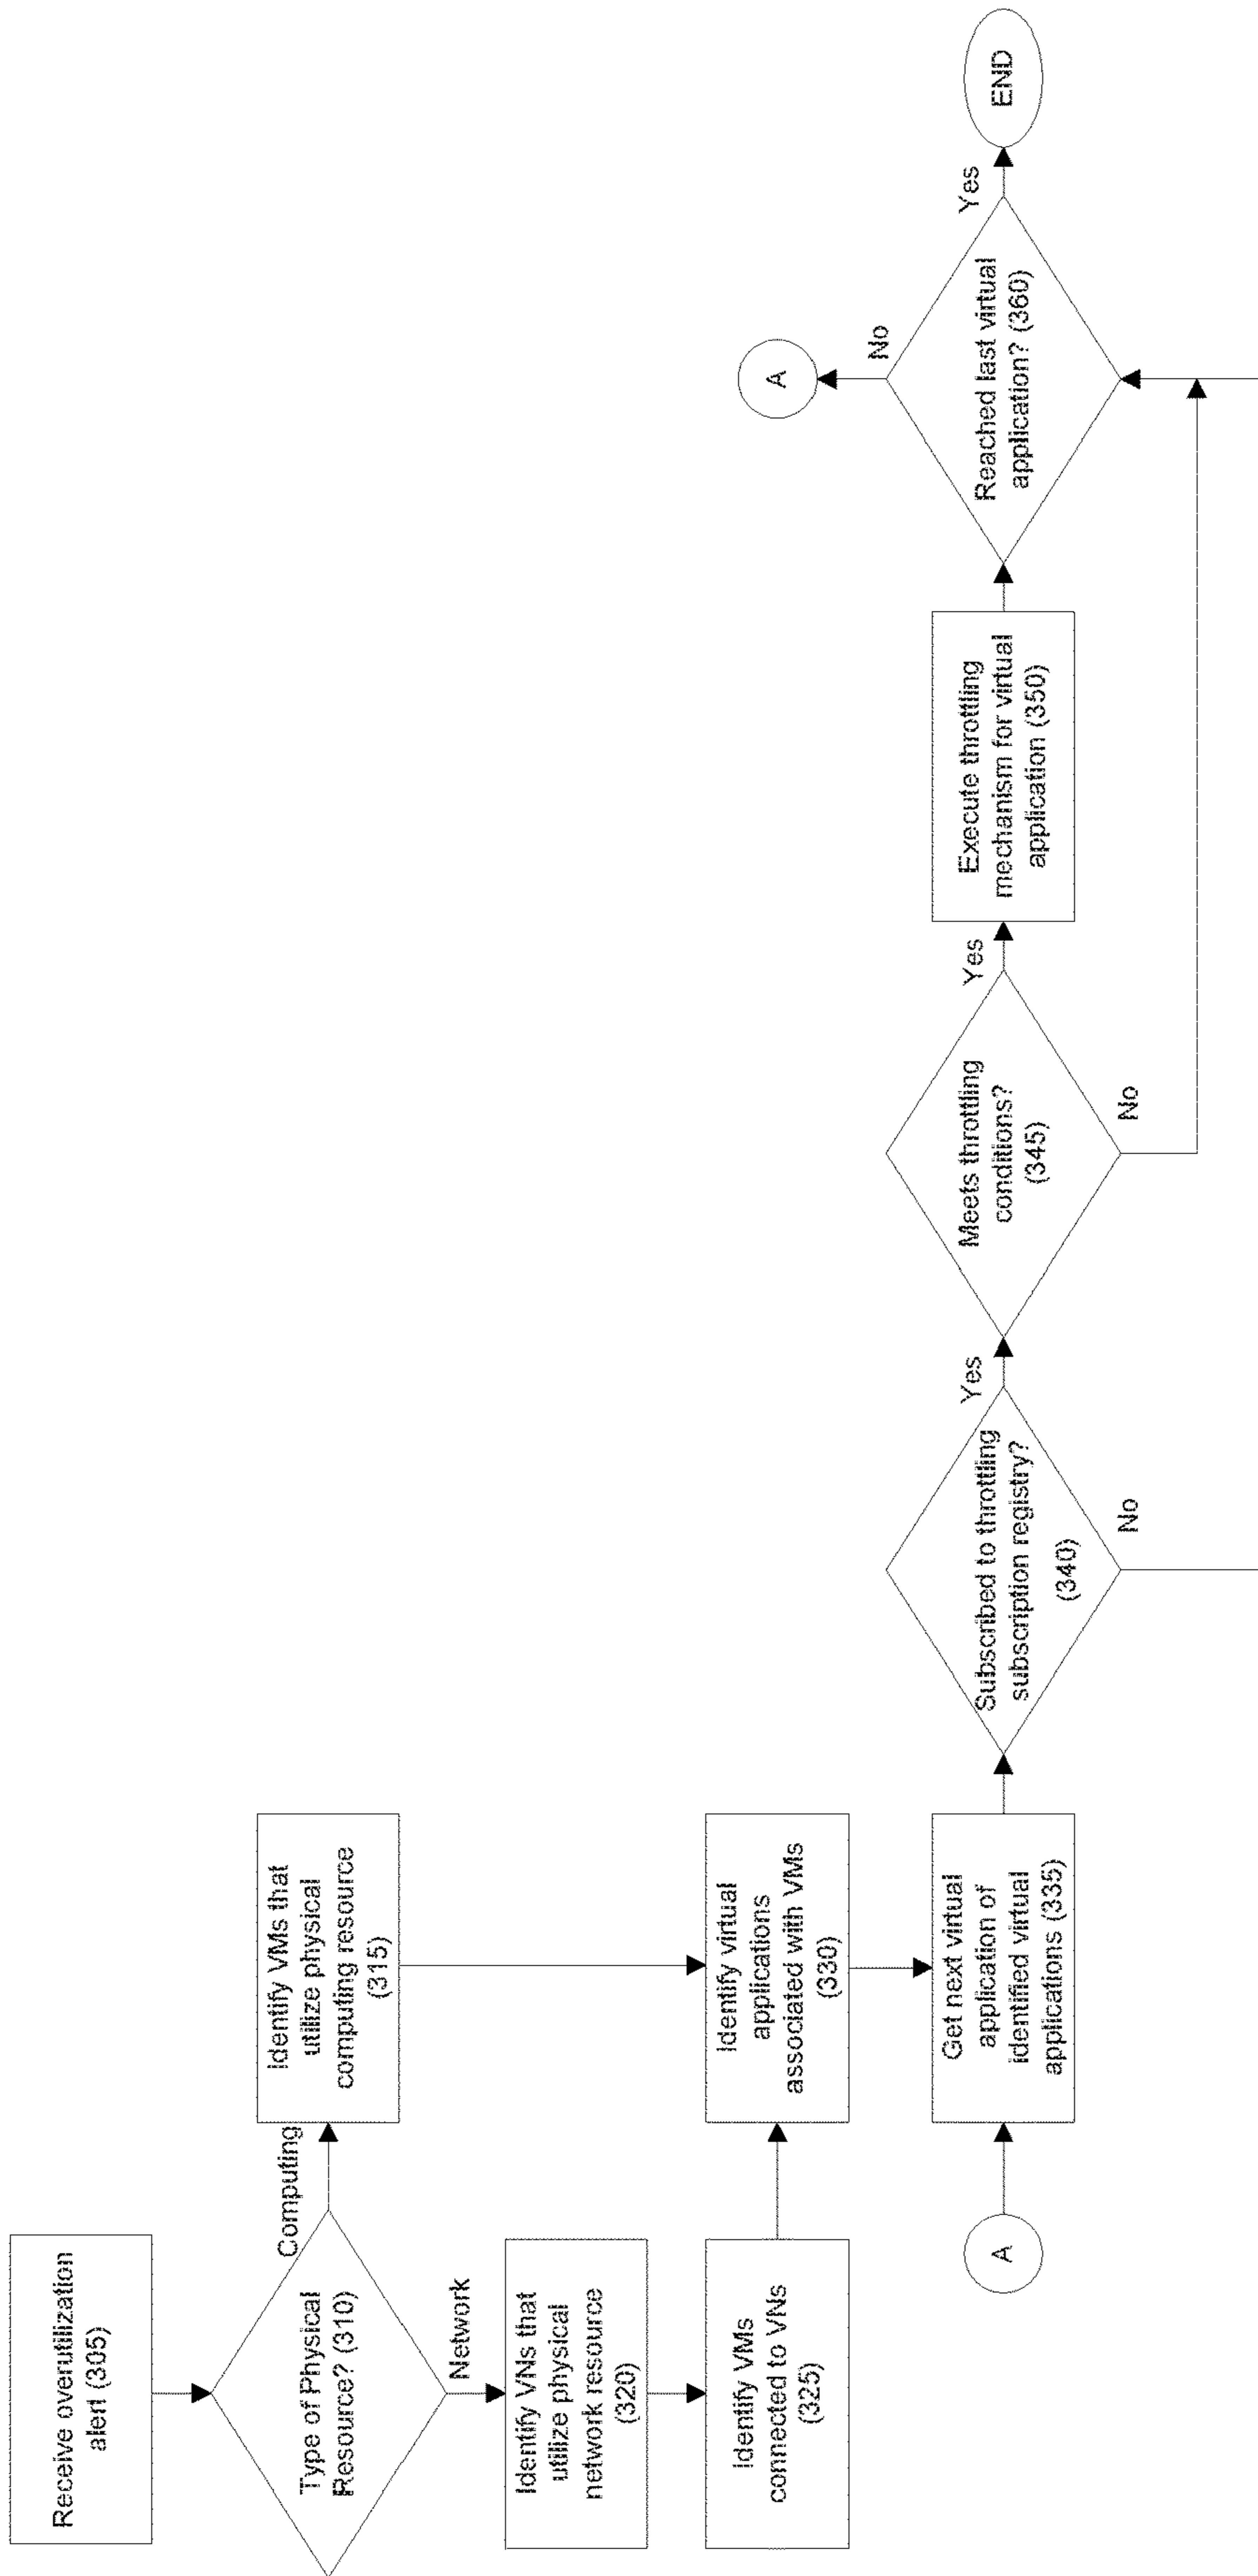 Receive overutilization
alert (305)
Type of Physical
Resource? (310)
Computing
Network
Identify VMs that
utilize physical
computing resource
(315)
Identify VNs that
utilize physical
network resource
(320)
Identify VMs
connected to VNs
(325)
Identify virtual
applications
associated with VMs
(330)
A
Get next virtual
application of
identified virtual
applications (335)
Subscribed to throttling
subscription registry?
(340)
Yes
No
Meets throttling
conditions?
(345)
Yes
No
Execute throttling
mechanism for virtual
application (350)
Reached last virtual
application? (360)
No
A
Yes
END